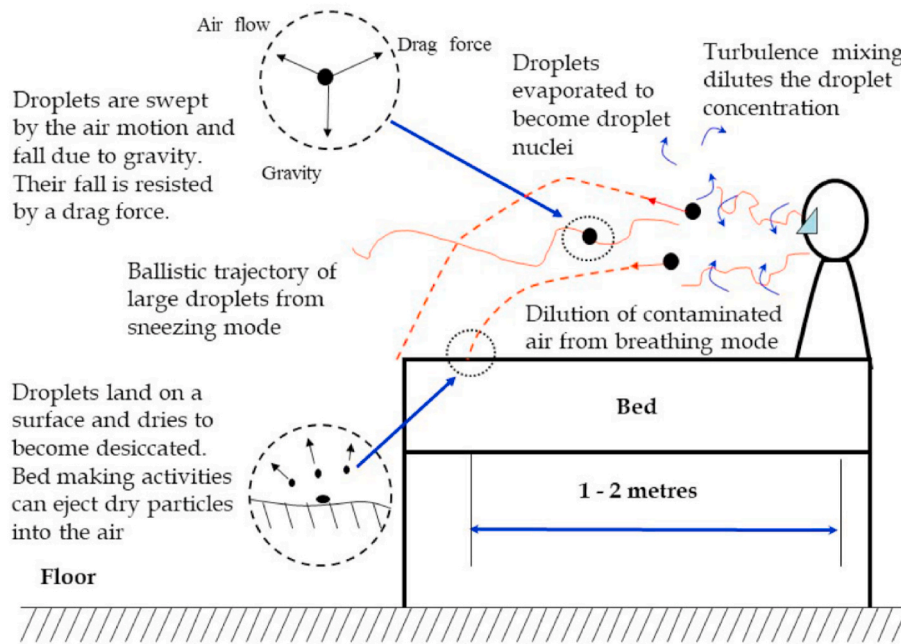 Air flow
Drag force
Gravity
Droplets are swept
by the air motion and
fall due to gravity.
Their fall is resisted
by a drag force.
Droplets
evaporated to
become droplet
nuclei
Turbulence mixing
dilutes the droplet
concentration
Ballistic trajectory of
large droplets from
sneezing mode
Dilution of contaminated
air from breathing mode
Droplets land on a
surface and dries to
become desiccated.
Bed making activities
can eject dry particles
into the air
Bed
1 - 2 metres
Floor